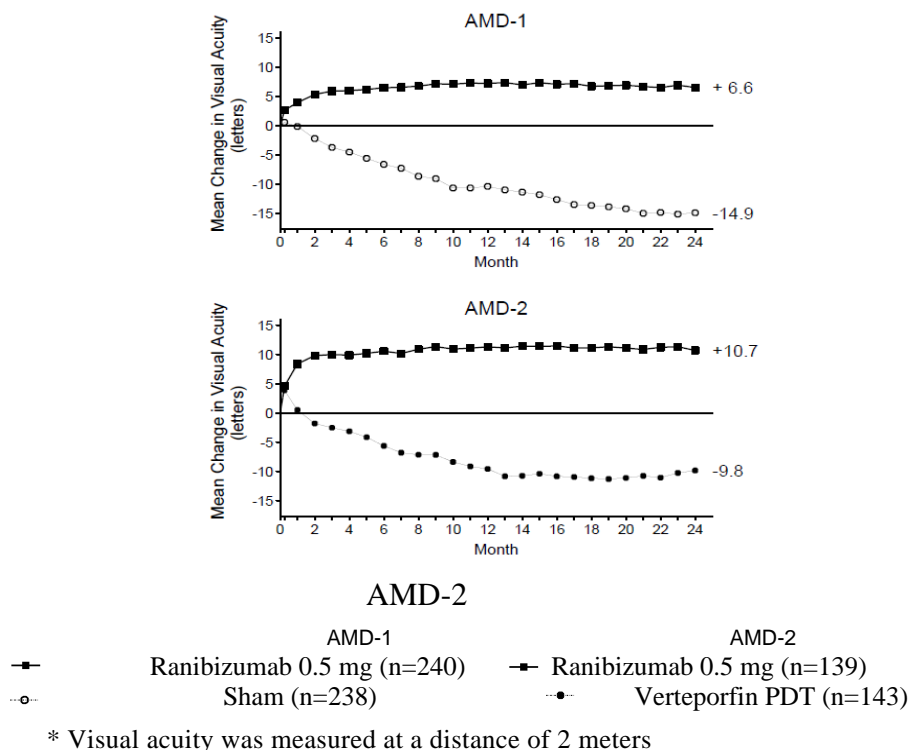 AMD-1
Mean Change in Visual Acuity
(letters)
15
10
5
0
-5
-10
-15
+ 6.6
-14.9
0 2 4 6 8 10 12 14 16 18 20 22 24
Month
AMD-2
Mean Change in Visual Acuity
(letters)
15
10
5
0
-5
-10
-15
+10.7
-9.8
0 2 4 6 8 10 12 14 16 18 20 22 24
Month
AMD-2
AMD-1 AMD-2
Ranibizumab 0.5 mg (n=240) Ranibizumab 0.5 mg (n=139)
Sham (n=238) Verteporfin PDT (n=143)
* Visual acuity was measured at a distance of 2 meters